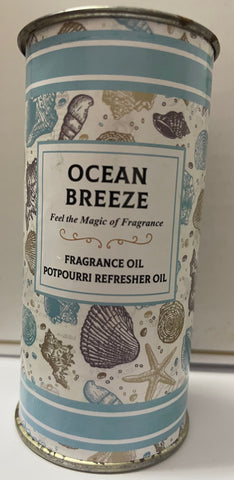 OCEAN
BREEZE
Feel the Magic of Fragrance
FRAGRANCE OIL
POTPOURRI REFRESHER OIL